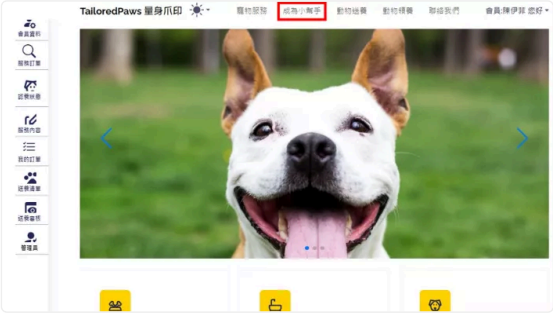 TailoredPaws 量身爪印
寵物服務
成為小幫手
動物送養
動物領養
聯絡我們
會員:陳伊菲 您好
會員資料
服務訂單
認養狀態
服務內容
我的訂單
送養清單
送養審核
管理員